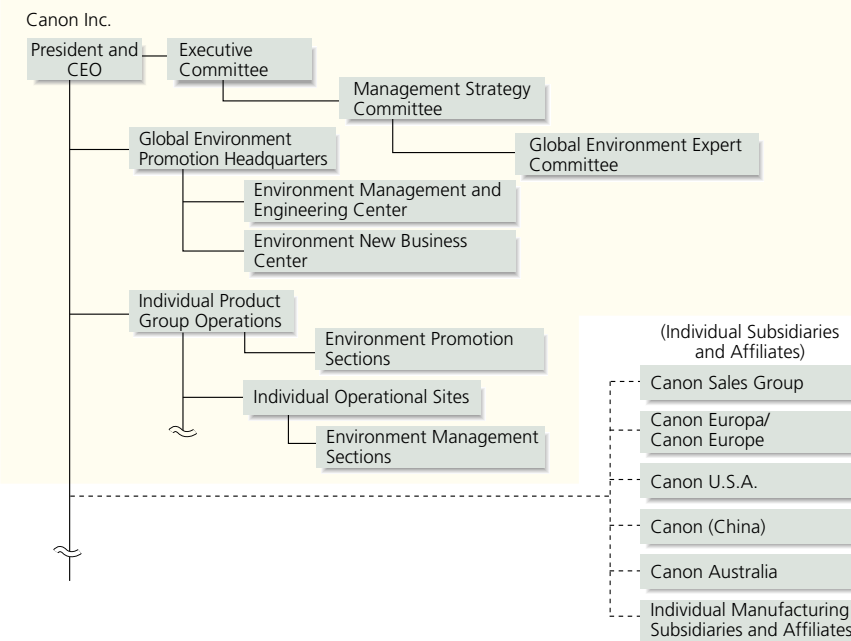 Canon Inc.
President and
CEO
Executive
Committee
Management Strategy
Committee
Global Environment Expert
Committee
Global Environment
Promotion Headquarters
Environment Management and
Engineering Center
Environment New Business
Center
Individual Product
Group Operations
Environment Promotion
Sections
Individual Operational Sites
Environment Management
Sections
(Individual Subsidiaries
and Affiliates)
Canon Sales Group
Canon Europa/
Canon Europe
Canon U.S.A.
Canon (China)
Canon Australia
Individual Manufacturing
Subsidiaries and Affiliates